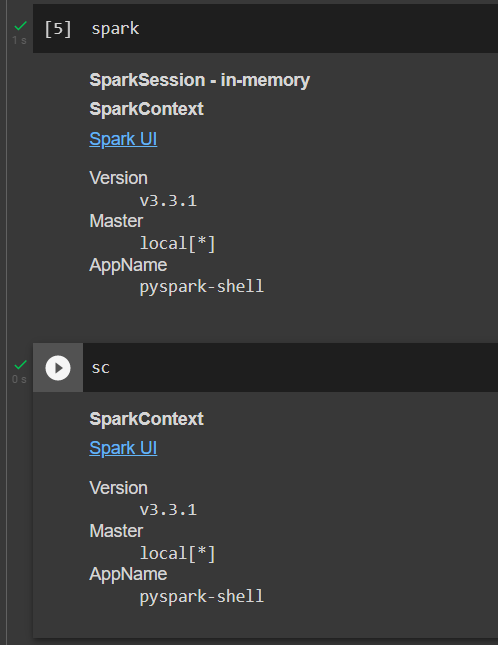 [5] spark
1 s
SparkSession - in-memory
SparkContext
Spark UI
Version
v3.3.1
Master
local[*]
AppName
pyspark-shell
sc
0 s
SparkContext
Spark UI
Version
v3.3.1
Master
local[*]
AppName
pyspark-shell